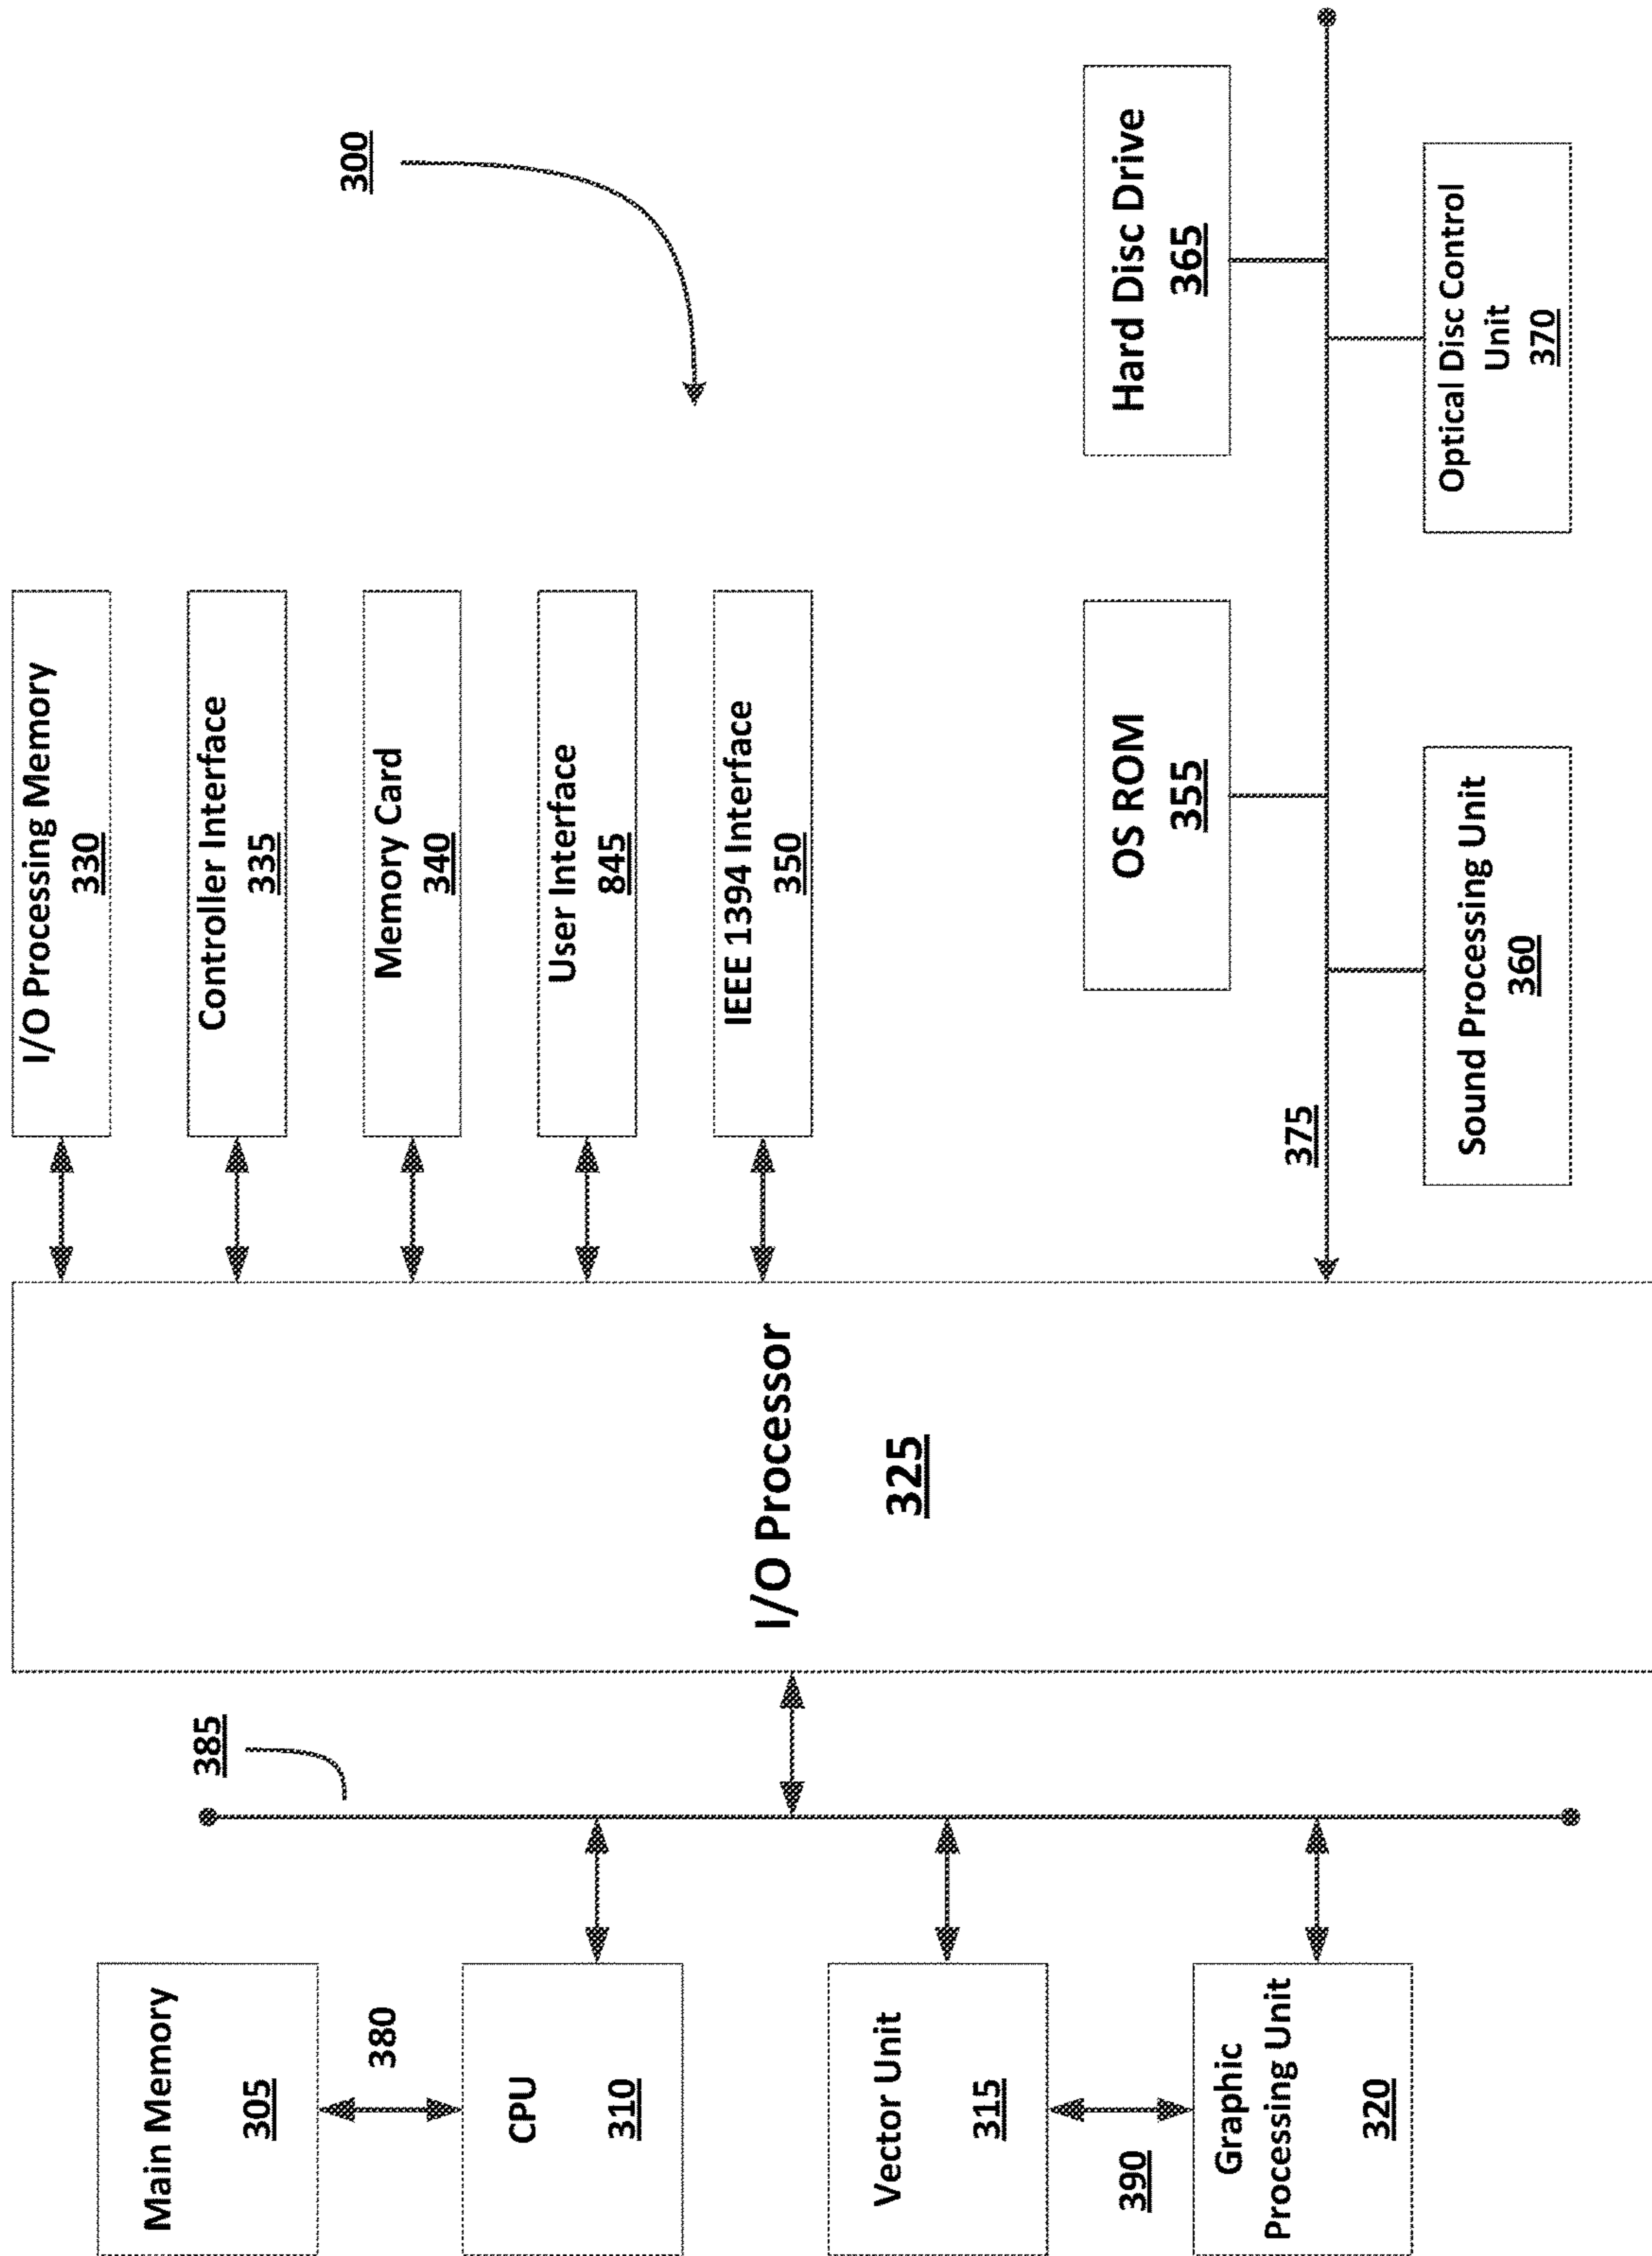 300
Main Memory
305
380
CPU
310
Vector Unit
315
390
Graphic
Processing Unit
320
385
I/O Processor
325
I/O Processing Memory
330
Controller Interface
335
Memory Card
340
User Interface
845
IEEE 1394 Interface
350
OS ROM
355
Hard Disc Drive
365
375
Sound Processing Unit
360
Optical Disc Control
Unit
370